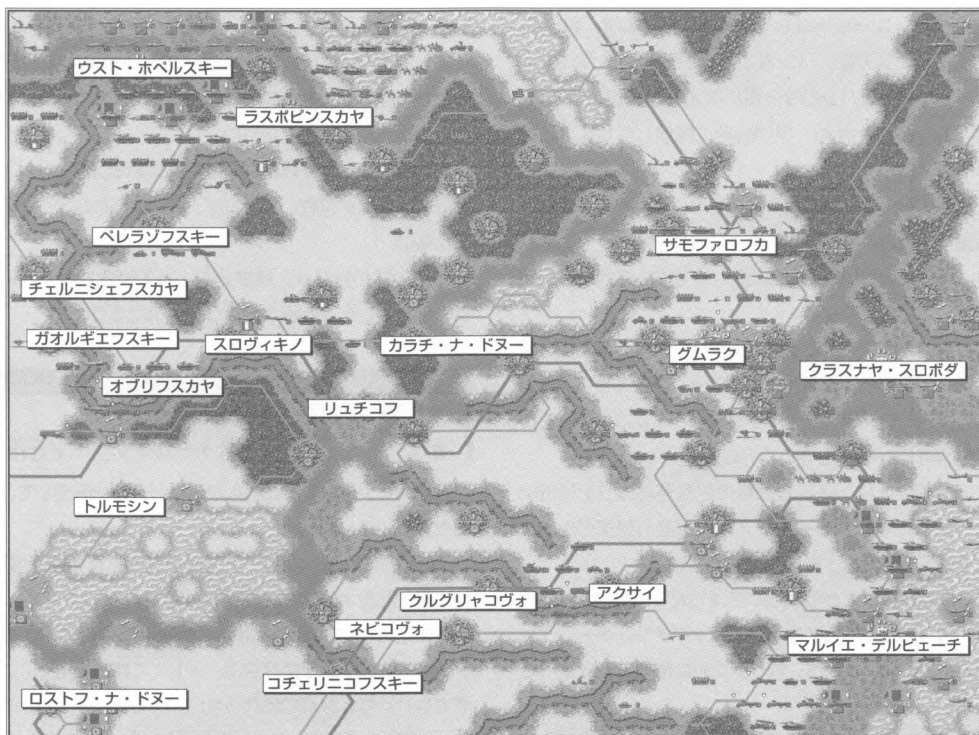 ウスト・ホペルスキー
ラスポピンスカヤ
ペレラゾフスキー
サモファロフカ
チェルニシェフスカヤ
ガオルギエフスキー
スロヴィキノ
カラチ・ナ・ドヌー
グムラク
クラスナヤ・スロボダ
オブリフスカヤ
リュチコフ
トルモシン
クルグリャコヴォ
アクサイ
ネビコヴォ
マルイエ・デルビェーチ
コチェリニコフスキー
ロストフ・ナ・ドヌー